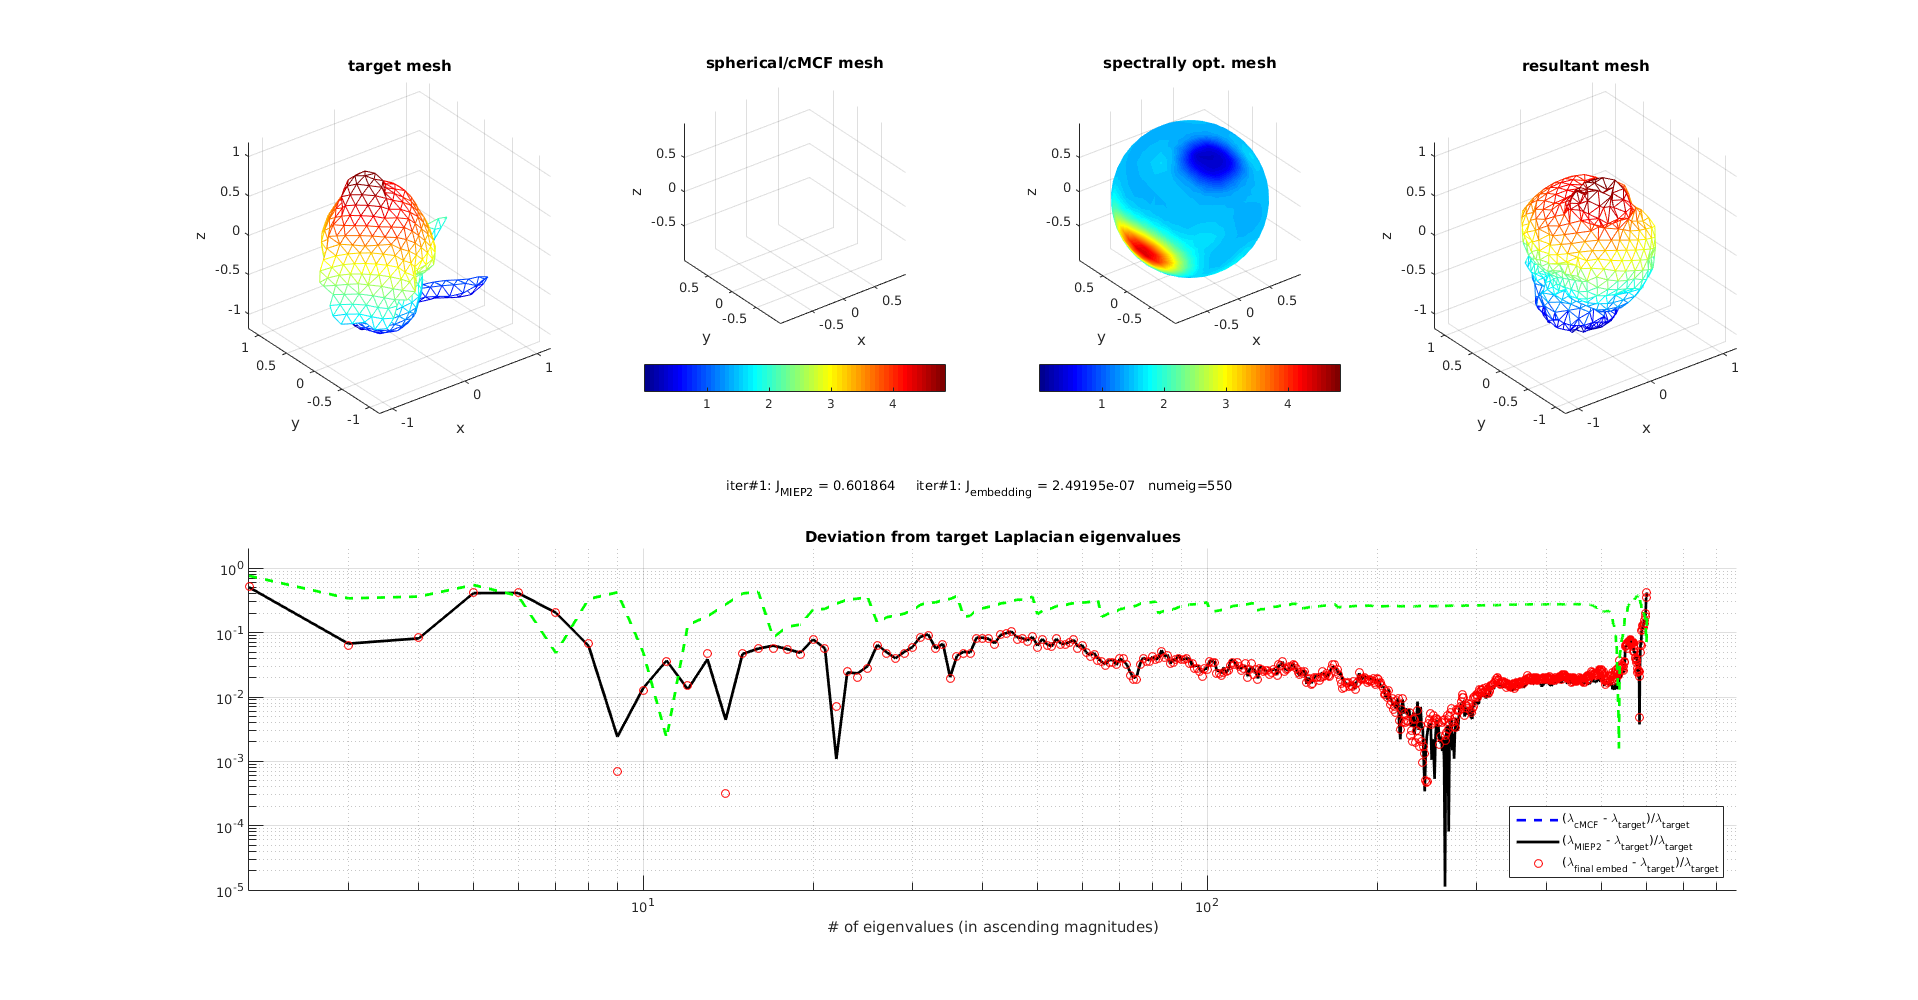 target mesh
spherical/cMCF mesh
spectrally opt. mesh
resultant mesh
1
0.5
0
-0.5
-1
z
1
0.5
0
-0.5
-1
y
-1
0
1
x
0.5
0
-0.5
z
0.5
0
-0.5
y
-0.5
0
0.5
x
1 2 3 4
0.5
0
-0.5
z
0.5
0
-0.5
y
-0.5
0
0.5
x
1 2 3 4
1
0.5
0
-0.5
-1
z
1
0.5
0
-0.5
-1
y
-1
0
1
x
iter#1: J_MIEP2 = 0.601864 iter#1: J_embedding = 2.49195e-07 numeig=550
Deviation from target Laplacian eigenvalues
10^0
10^-1
10^-2
10^-3
10^-4
10^-5
10^1 10^2
# of eigenvalues (in ascending magnitudes)
(λ_cMCF - λ_target)/λ_target
(λ_MIEP2 - λ_target)/λ_target
(λ_final embed - λ_target)/λ_target